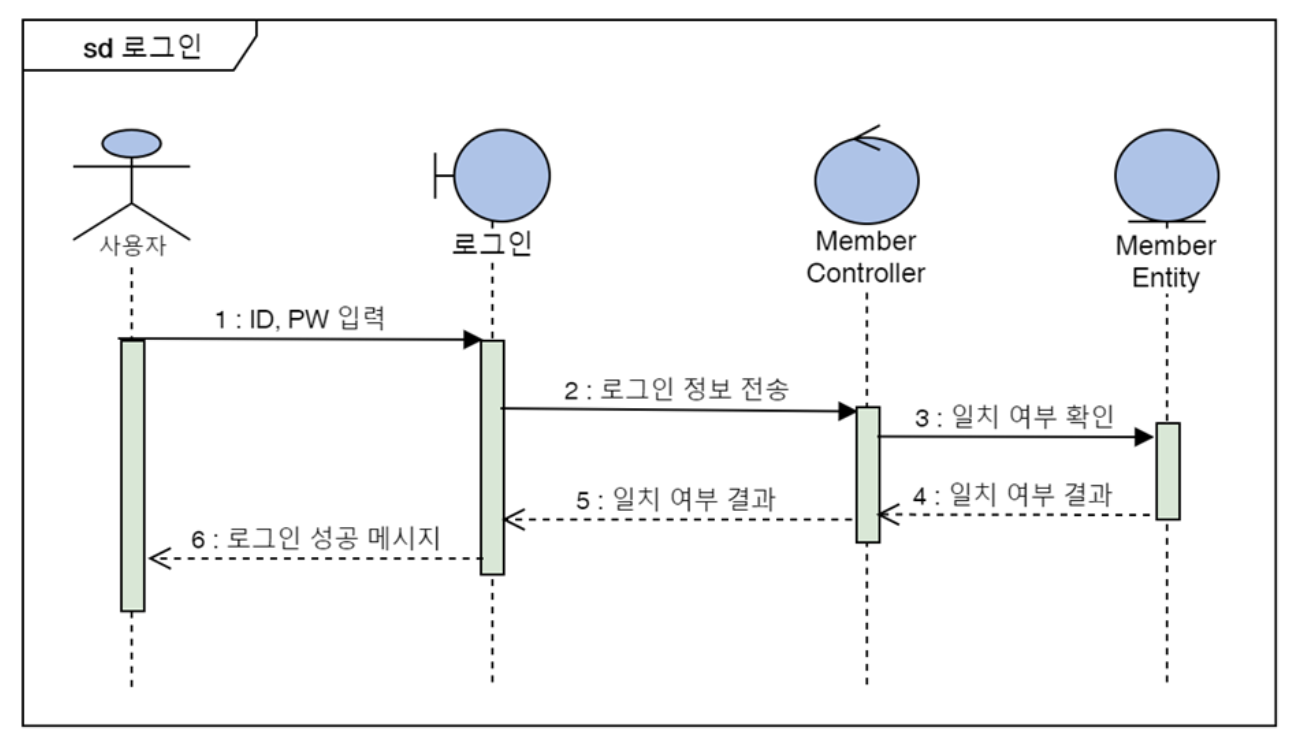 sd 로그인
사용자
로그인
Member
Controller
Member
Entity
1 : ID, PW 입력
2 : 로그인 정보 전송
3 : 일치 여부 확인
4 : 일치 여부 결과
5 : 일치 여부 결과
6 : 로그인 성공 메시지